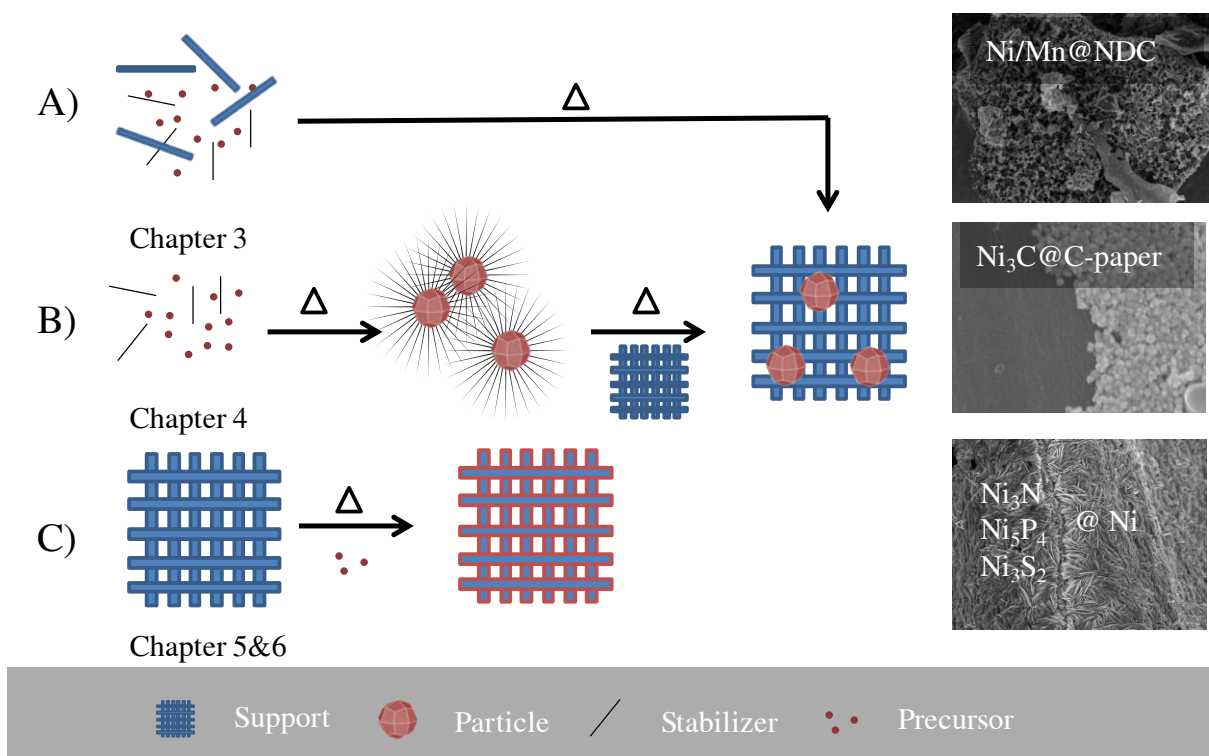 A)
Δ
Ni/Mn@NDC
Chapter 3
B)
Δ
Δ
Ni₃C@C-paper
Chapter 4
C)
Δ
Ni₃N
Ni₅P₄ @ Ni
Ni₃S₂
Chapter 5&6
Support Particle Stabilizer Precursor